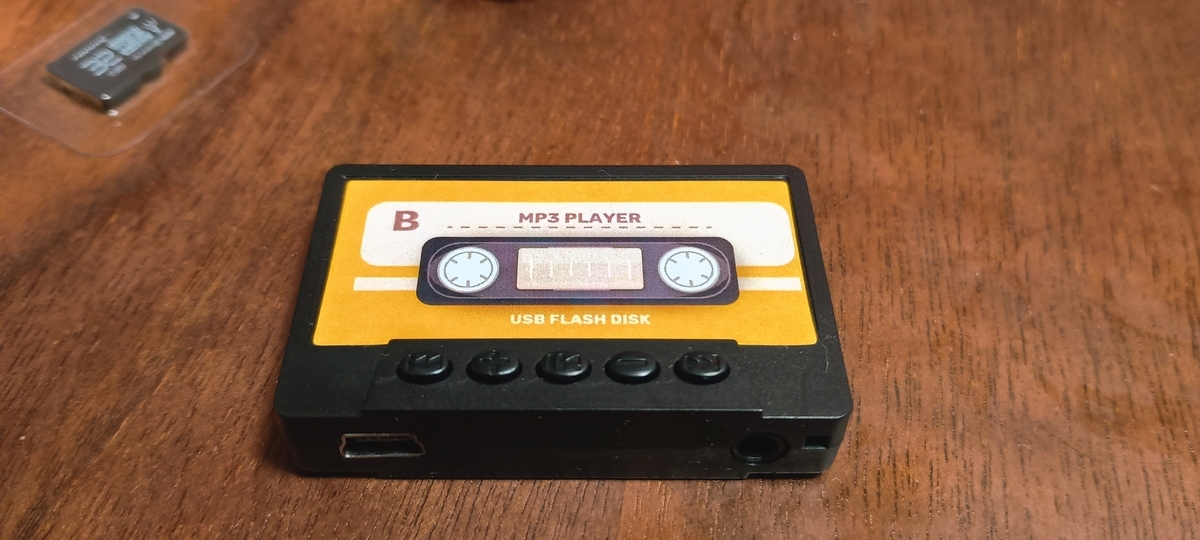 B
MP3 PLAYER
USB FLASH DISK